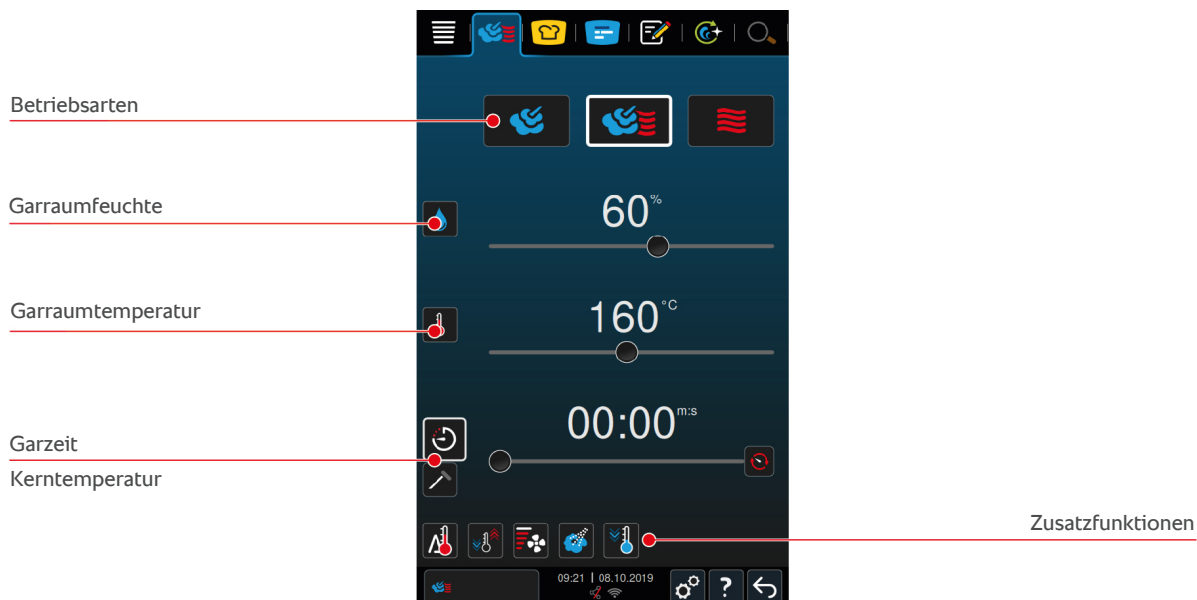 Betriebsarten
Garraumfeuchte
60%
Garraumtemperatur
160°C
00:00 m:s
Garzeit
Kerntemperatur
Zusatzfunktionen
09:21 | 08.10.2019
?